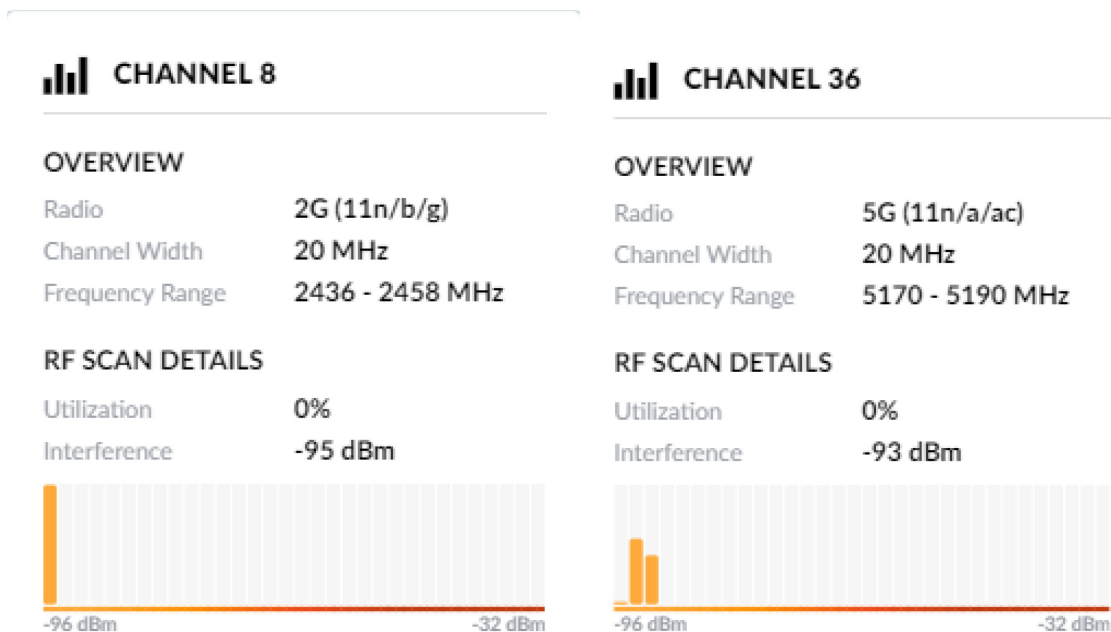 CHANNEL 8
OVERVIEW
Radio 2G (11n/b/g)
Channel Width 20 MHz
Frequency Range 2436 - 2458 MHz
RF SCAN DETAILS
Utilization 0%
Interference -95 dBm
-96 dBm -32 dBm
CHANNEL 36
OVERVIEW
Radio 5G (11n/a/ac)
Channel Width 20 MHz
Frequency Range 5170 - 5190 MHz
RF SCAN DETAILS
Utilization 0%
Interference -93 dBm
-96 dBm -32 dBm